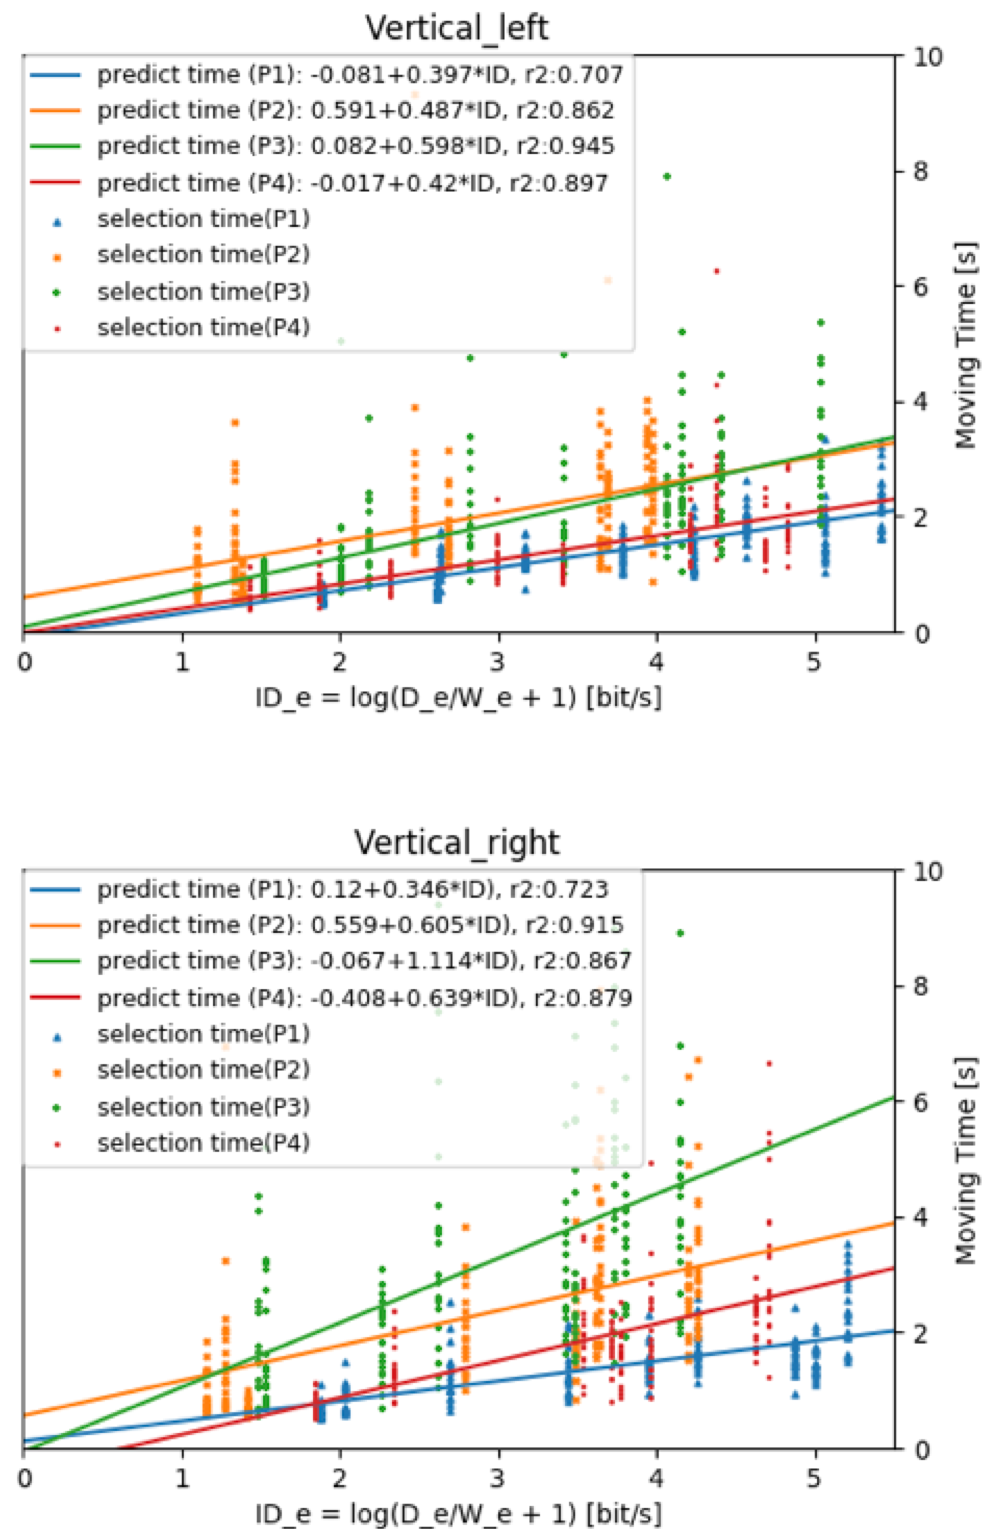 Vertical_left
predict time (P1): -0.081+0.397*ID, r2:0.707
predict time (P2): 0.591+0.487*ID, r2:0.862
predict time (P3): 0.082+0.598*ID, r2:0.945
predict time (P4): -0.017+0.42*ID, r2:0.897
selection time(P1)
selection time(P2)
selection time(P3)
selection time(P4)
10
8
6
4
2
0
Moving Time [s]
0 1 2 3 4 5
ID_e = log(D_e/W_e + 1) [bit/s]
Vertical_right
predict time (P1): 0.12+0.346*ID), r2:0.723
predict time (P2): 0.559+0.605*ID), r2:0.915
predict time (P3): -0.067+1.114*ID), r2:0.867
predict time (P4): -0.408+0.639*ID), r2:0.879
selection time(P1)
selection time(P2)
selection time(P3)
selection time(P4)
10
8
6
4
2
0
Moving Time [s]
0 1 2 3 4 5
ID_e = log(D_e/W_e + 1) [bit/s]